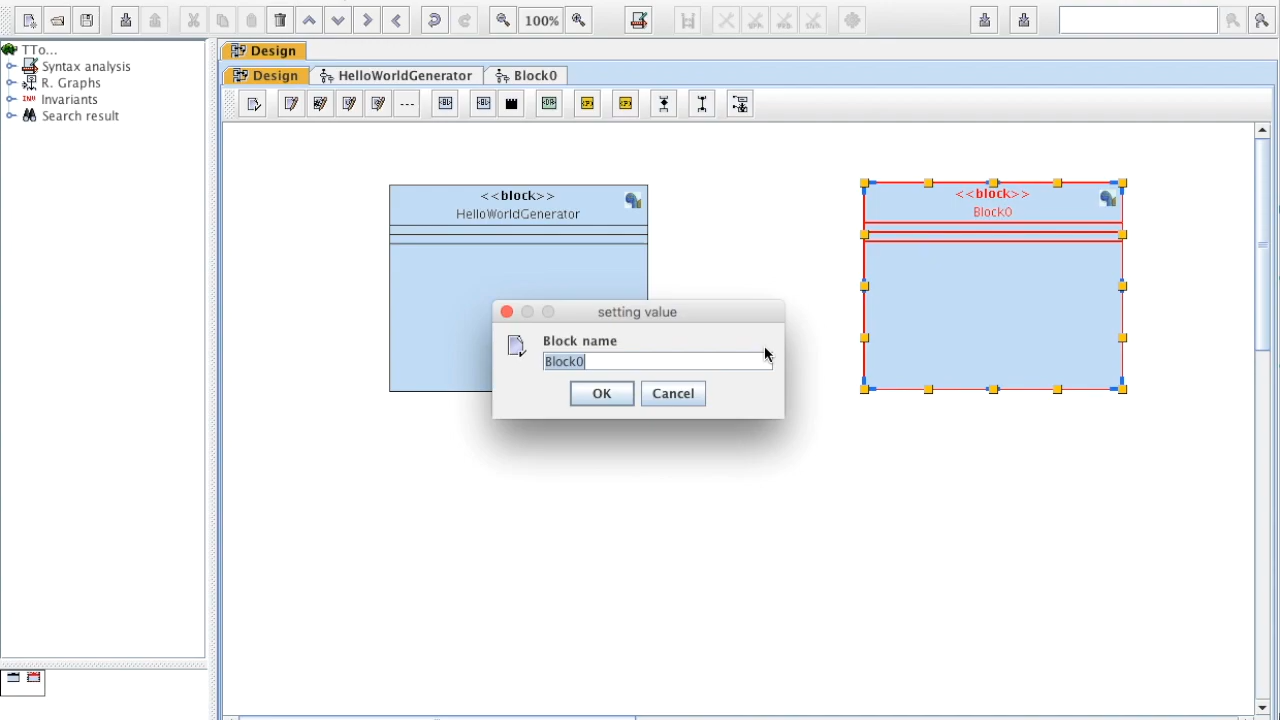 100%
TTo...
Syntax analysis
R. Graphs
INV Invariants
Search result
Design
Design HelloWorldGenerator Block0
<<block>>
HelloWorldGenerator
<<block>>
Block0
setting value
Block name
Block0
OK Cancel